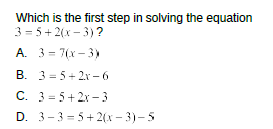 Which is the first step in solving the equation
3 = 5 + 2(x – 3) ?
A. 3 = 7(x – 3)
B. 3 = 5 + 2x – 6
C. 3 = 5 + 2x – 3
D. 3 – 3 = 5 + 2(x – 3) – 5